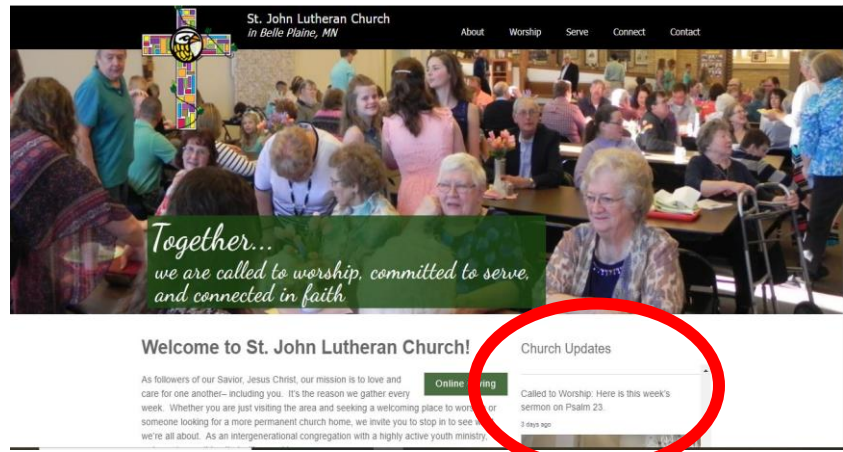 St. John Lutheran Church
in Belle Plaine, MN
About Worship Serve Connect Contact
Together...
we are called to worship, committed to serve,
and connected in faith
Welcome to St. John Lutheran Church!
As followers of our Savior, Jesus Christ, our mission is to love and
care for one another– including you. It's the reason we gather every
week. Whether you are just visiting the area and seeking a welcoming place to or
someone looking for a more permanent church home, we invite you to stop in to see
we're all about. As an intergenerational congregation with a highly active youth ministry,
Online
Church Updates
Called to Worship: Here is this week's
sermon on Psalm 23.
3 days ago